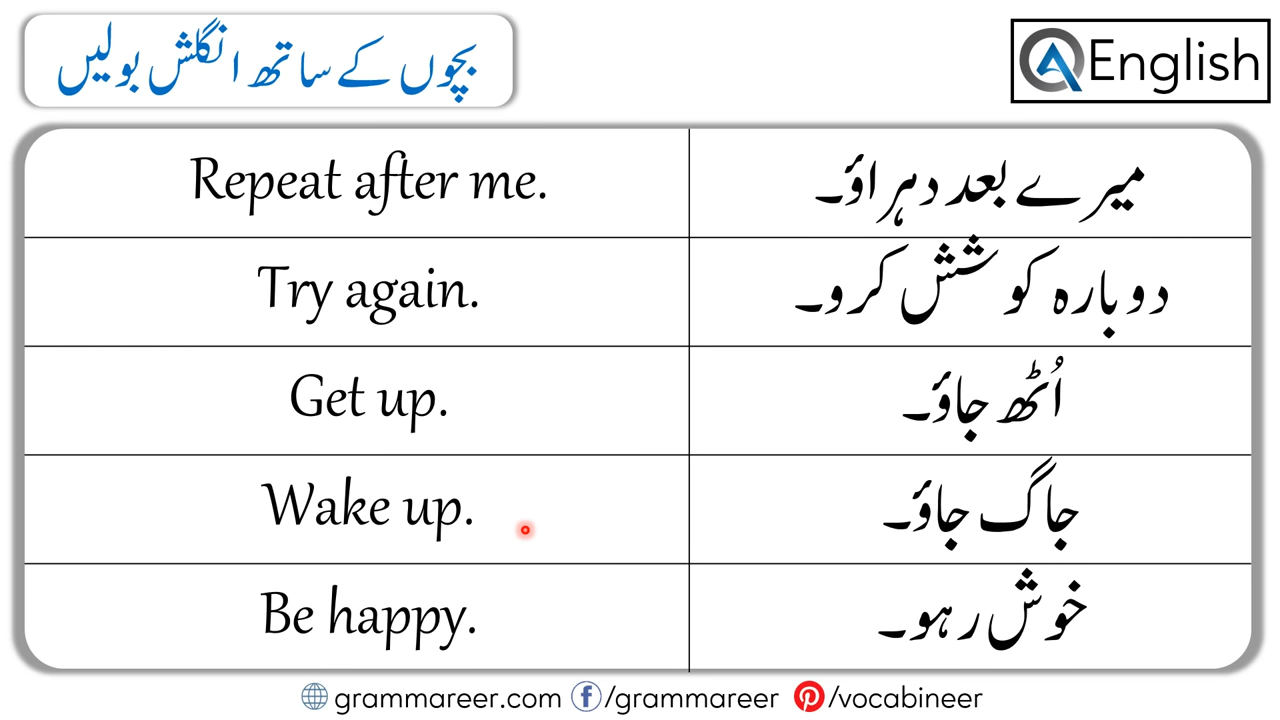 بچوں کے ساتھ انگلش بولیں
AQ English
Repeat after me. میرے بعد دہراؤ۔
Try again. دوبارہ کوشش کرو۔
Get up. اُٹھ جاؤ۔
Wake up. جاگ جاؤ۔
Be happy. خوش رہو۔
grammareer.com /grammareer /vocabineer